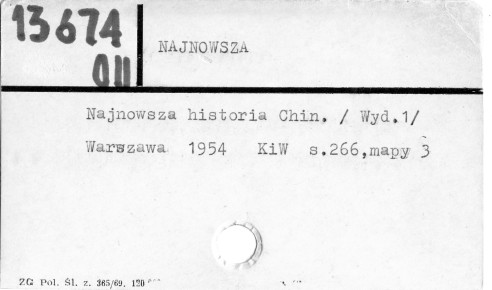 13674
OII
NAJNOWSZA
Najnowsza historia Chin. / Wyd.1/
Warszawa 1954 KiW s.266,mapy 3
ZG Pol. Śl. z. 365/69. 120